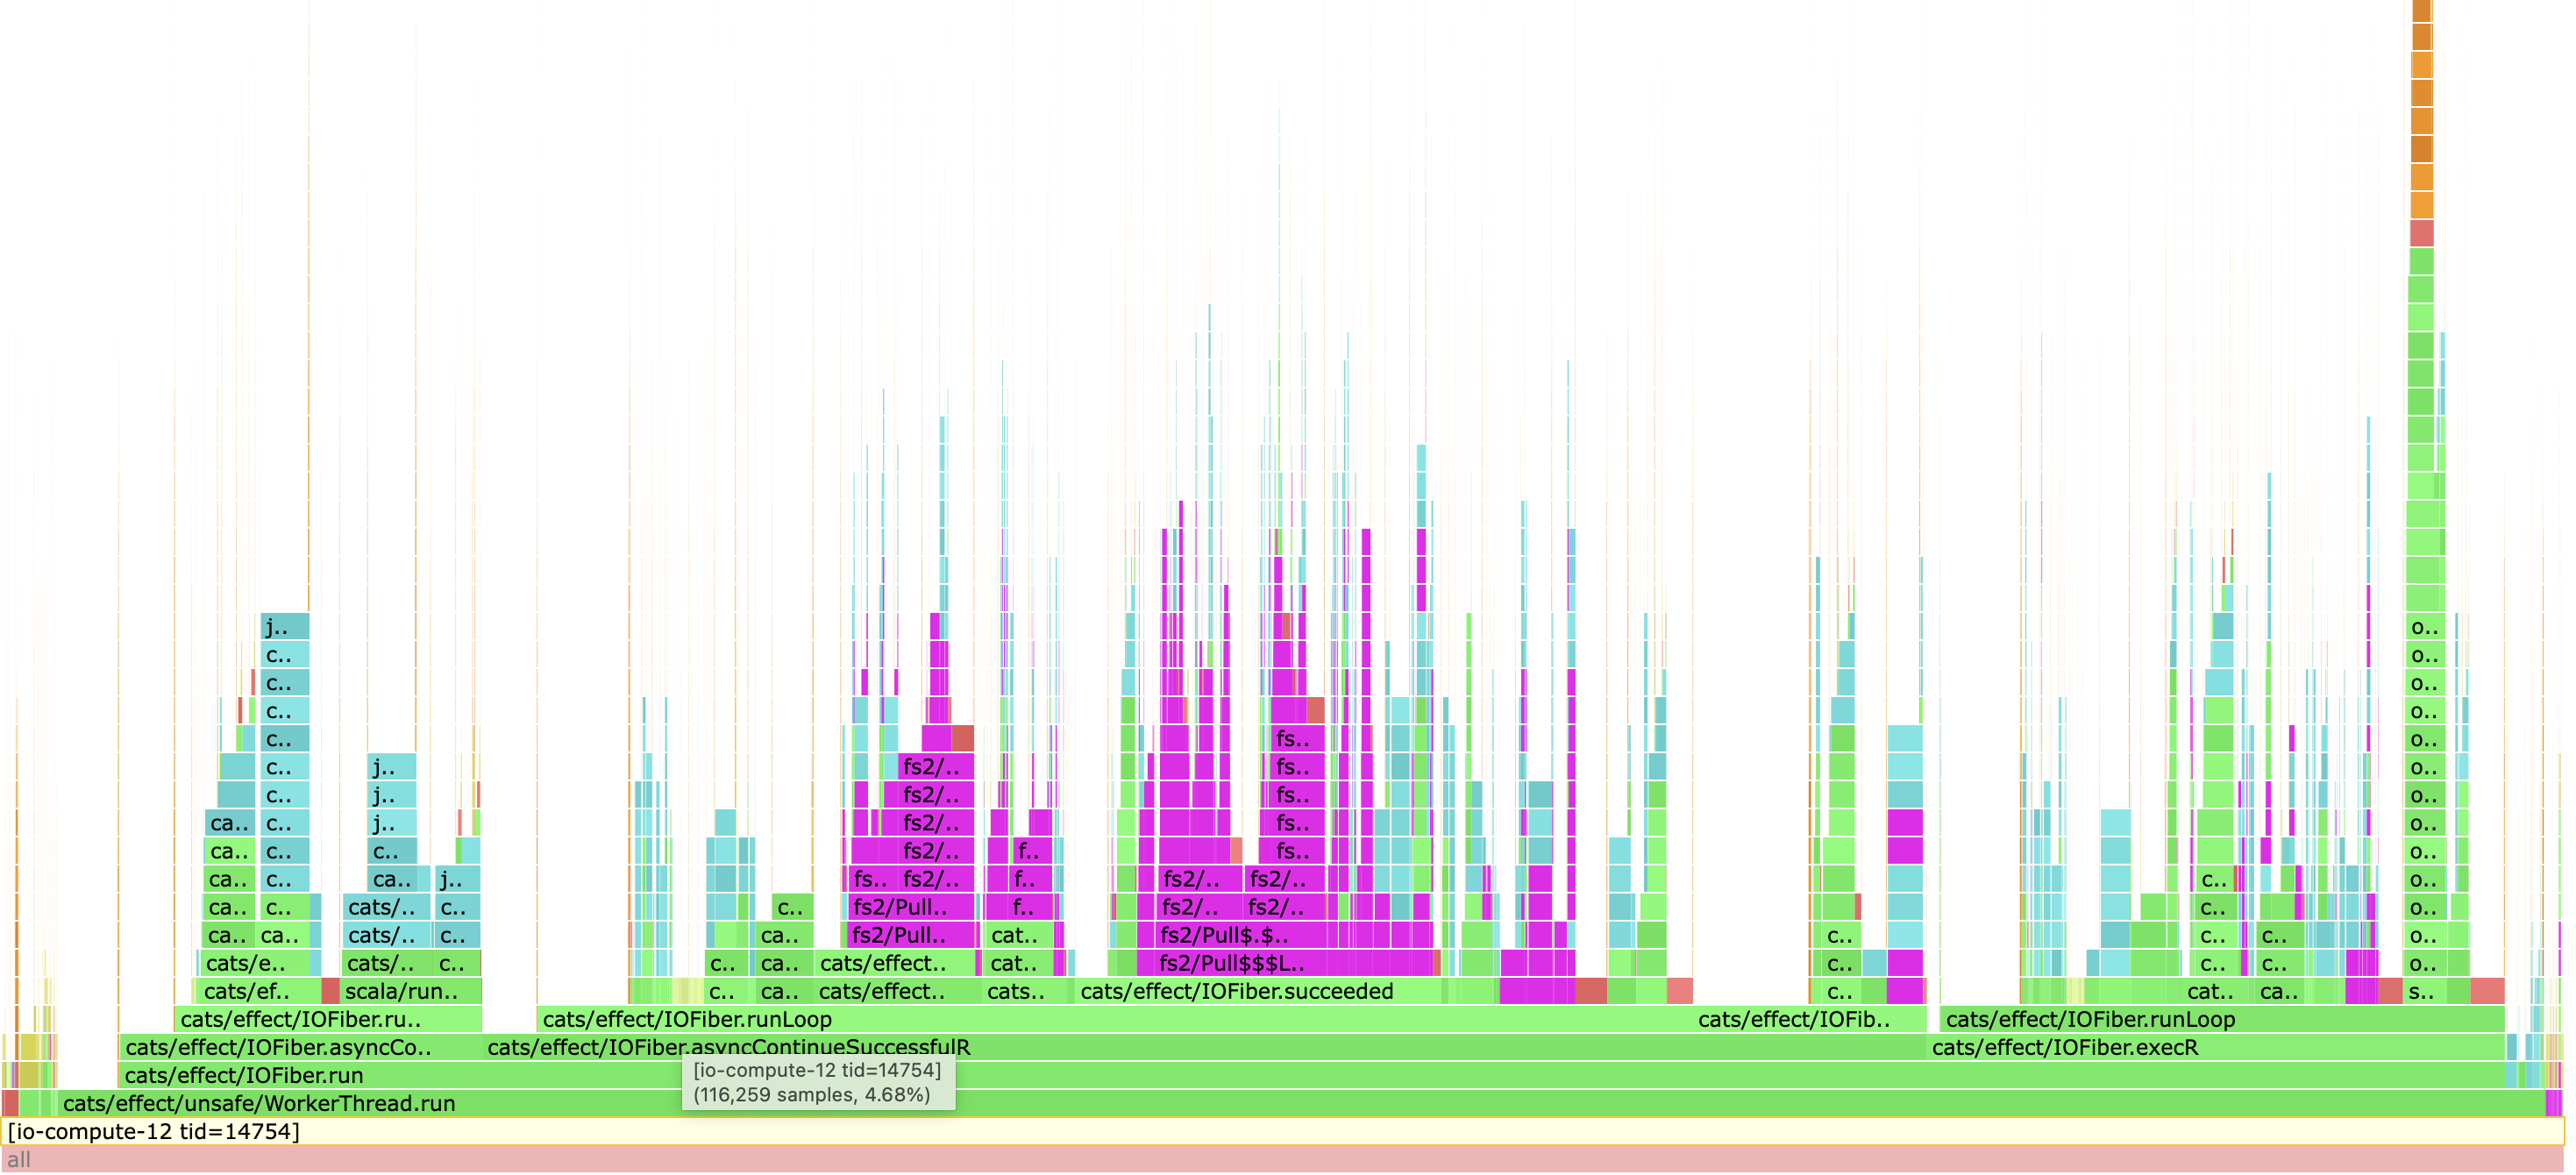 j..
c..
o..
c..
o..
c..
o..
c..
o..
c..
fs..
o..
c..
j..
fs2/..
fs..
o..
c..
j..
fs2/..
fs..
o..
ca..
c..
j..
fs2/..
fs..
o..
ca..
c..
c..
fs2/..
f..
fs..
o..
ca..
c..
ca..
j..
fs..
fs2/..
f..
fs2/..
fs2/..
c..
o..
ca..
c..
cats/..
c..
c..
fs2/Pull..
f..
fs2/..
fs2/..
c..
o..
ca..
ca..
cats/..
c..
ca..
fs2/Pull..
cat..
fs2/Pull$.$..
c..
c..
c..
o..
cats/e..
cats/..
c..
c..
ca..
cats/effect..
cat..
fs2/Pull$$$L..
c..
c..
c..
o..
cats/ef..
scala/run..
c..
ca..
cats/effect..
cats..
cats/effect/IOFiber.succeeded
c..
cat..
ca..
s..
cats/effect/IOFiber.ru..
cats/effect/IOFiber.runLoop
cats/effect/IOFib..
cats/effect/IOFiber.runLoop
cats/effect/IOFiber.asyncCo..
cats/effect/IOFiber.asyncContinueSuccessfulR
cats/effect/IOFiber.execR
cats/effect/IOFiber.run
[io-compute-12 tid=14754]
(116,259 samples, 4.68%)
cats/effect/unsafe/WorkerThread.run
[io-compute-12 tid=14754]
all